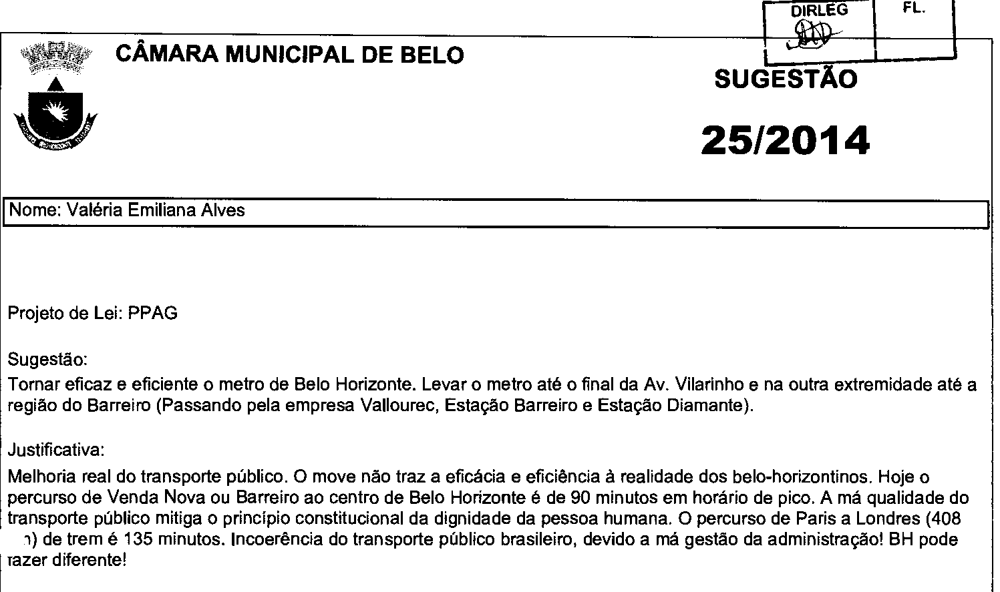 DIRLEG
FL.
CÂMARA MUNICIPAL DE BELO
SUGESTÃO
25/2014
Nome: Valéria Emiliana Alves
Projeto de Lei: PPAG
Sugestão:
Tornar eficaz e eficiente o metro de Belo Horizonte. Levar o metro até o final da Av. Vilarinho e na outra extremidade até a
região do Barreiro (Passando pela empresa Vallourec, Estação Barreiro e Estação Diamante).
Justificativa:
Melhoria real do transporte público. O move não traz a eficácia e eficiência à realidade dos belo-horizontinos. Hoje o
percurso de Venda Nova ou Barreiro ao centro de Belo Horizonte é de 90 minutos em horário de pico. A má qualidade do
transporte público mitiga o princípio constitucional da dignidade da pessoa humana. O percurso de Paris a Londres (408
) de trem é 135 minutos. Incoerência do transporte público brasileiro, devido a má gestão da administração! BH pode
fazer diferente!